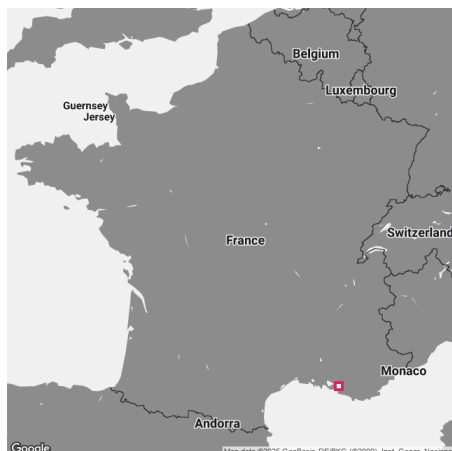 Belgium
Luxembourg
Guernsey
Jersey
Switzerland
France
Monaco
Andorra
Google